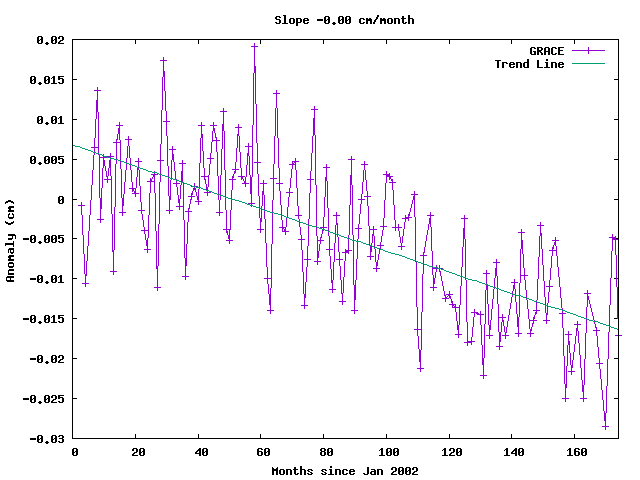 Slope -0.00 cm/month
GRACE
Trend Line
0.02
0.015
0.01
0.005
0
-0.005
-0.01
-0.015
-0.02
-0.025
-0.03
Anomaly (cm)
0 20 40 60 80 100 120 140 160
Months since Jan 2002